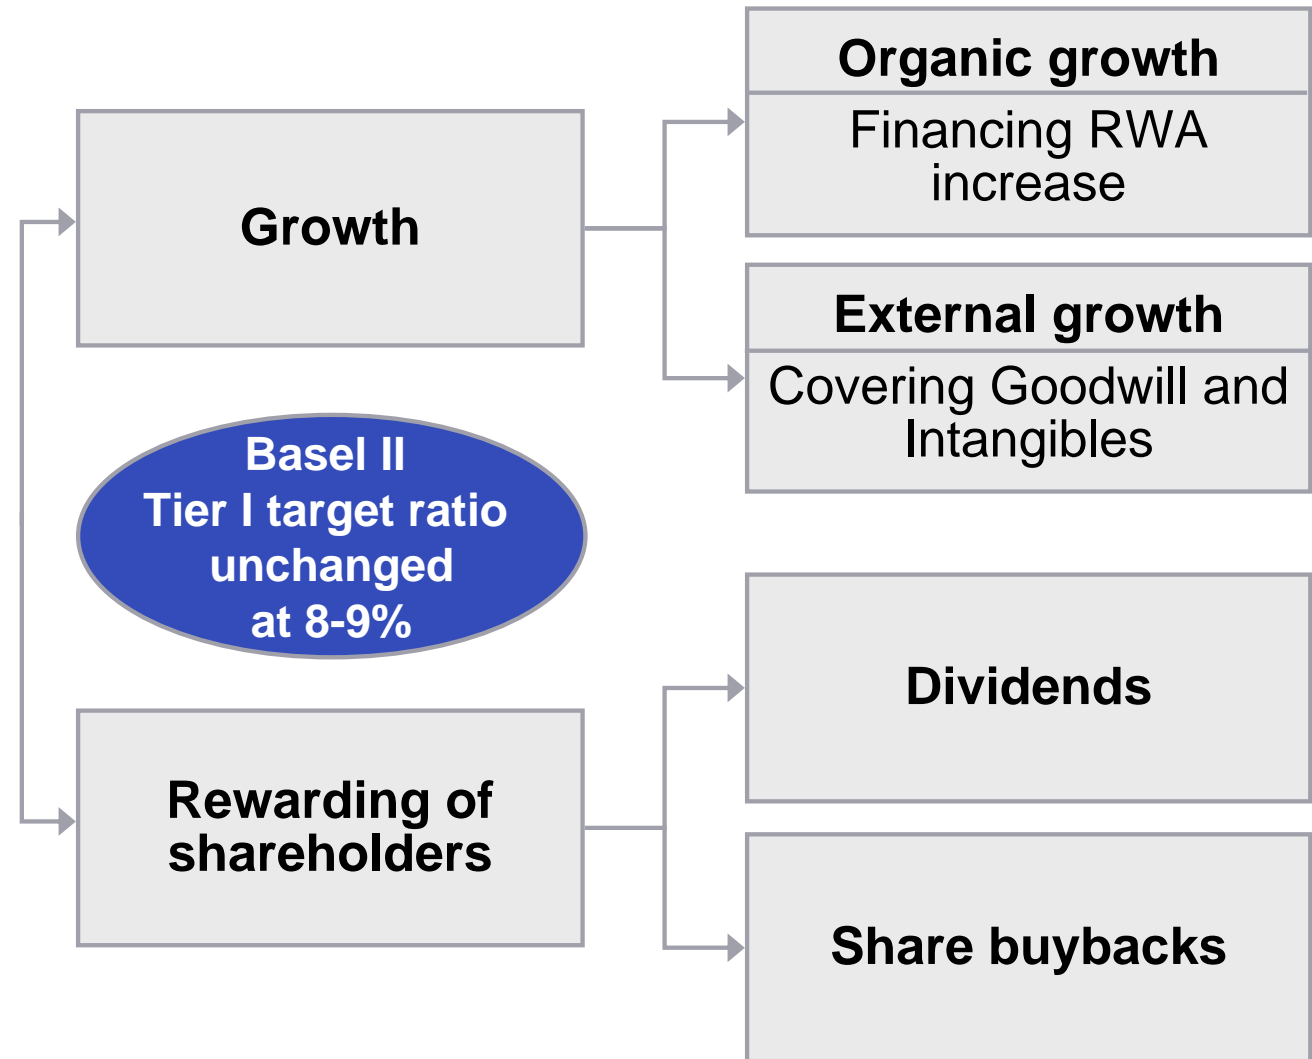 Organic growth
Financing RWA
increase
Growth
External growth
Covering Goodwill and
Intangibles
Basel II
Tier I target ratio
unchanged
at 8-9%
Dividends
Rewarding of
shareholders
Share buybacks